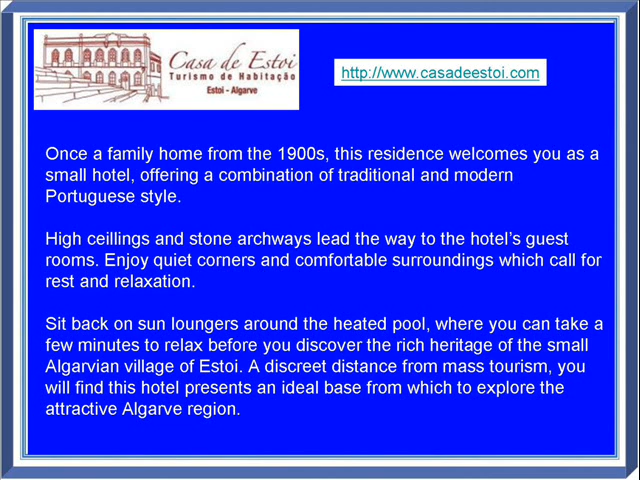 Casa de Estoi
Turismo de Habitação
Estoi - Algarve
http://www.casadeestoi.com
Once a family home from the 1900s, this residence welcomes you as a
small hotel, offering a combination of traditional and modern
Portuguese style.
High ceillings and stone archways lead the way to the hotel's guest
rooms. Enjoy quiet corners and comfortable surroundings which call for
rest and relaxation.
Sit back on sun loungers around the heated pool, where you can take a
few minutes to relax before you discover the rich heritage of the small
Algarvian village of Estoi. A discreet distance from mass tourism, you
will find this hotel presents an ideal base from which to explore the
attractive Algarve region.